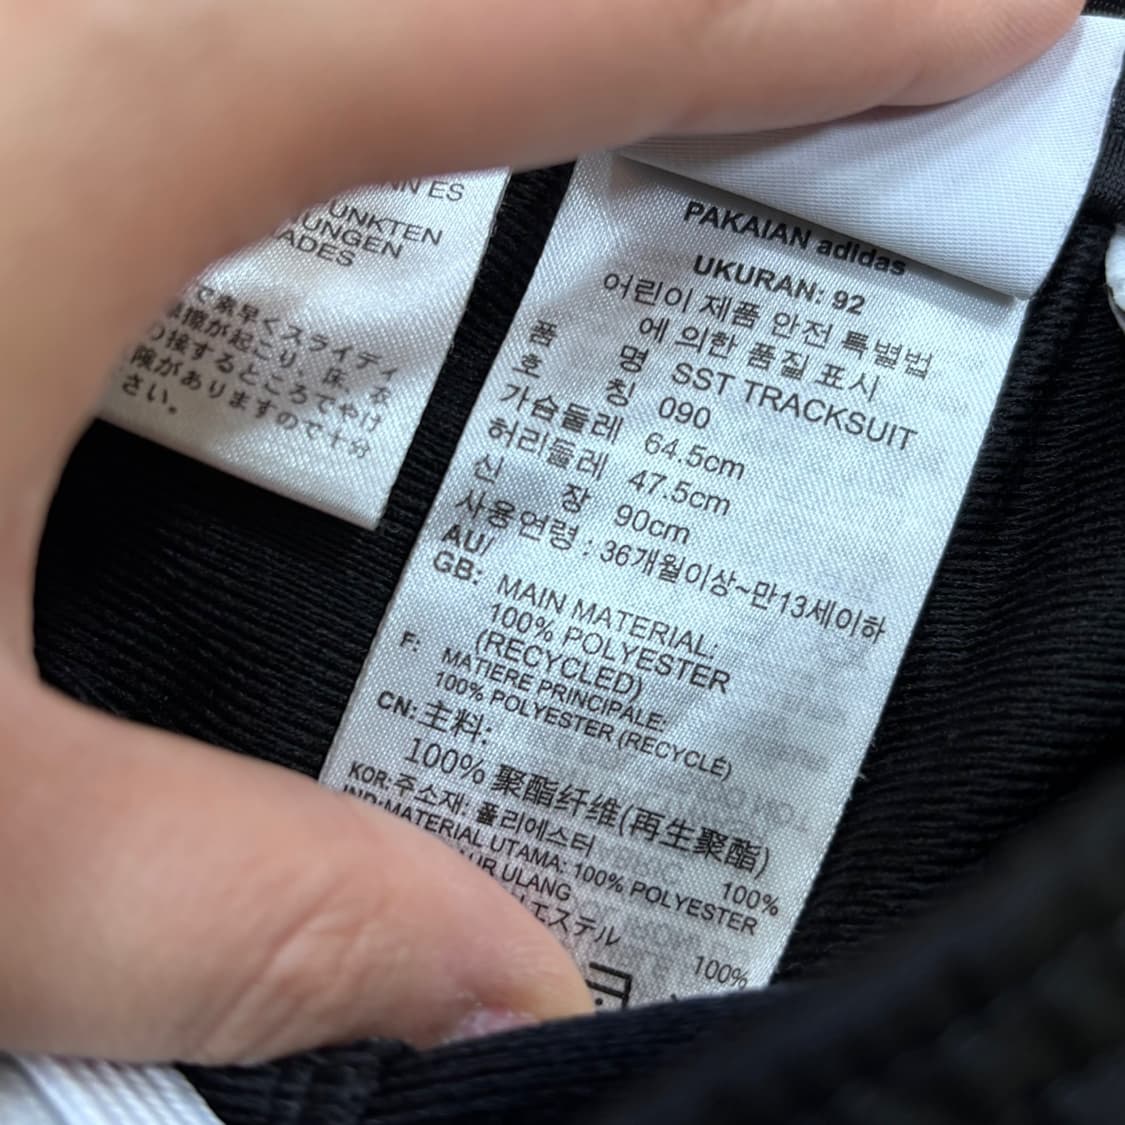 NN ES
UNKTEN
UNGEN
ADES
で素早くスライディ
撞が起こり、床、衣
接するところでやけ
険がありますので十分
さい。
PAKAIAN adidas
UKURAN: 92
어린이 제품 안전 특별법
에 의한 품질 표시
품 명 SST TRACKSUIT
호 칭 090
가슴둘레 64.5cm
허리둘레 47.5cm
신 장 90cm
사용연령 : 36개월이상~만13세이하
AU/
GB: MAIN MATERIAL:
100% POLYESTER
(RECYCLED)
F: MATIERE PRINCIPALE:
100% POLYESTER (RECYCLÉ)
CN: 主料:
100% 聚酯纤维(再生聚酯)
KOR: 주소재: 폴리에스터 100%
IND: MATERIAL UTAMA: 100% POLYESTER
UR ULANG
エステル 100%